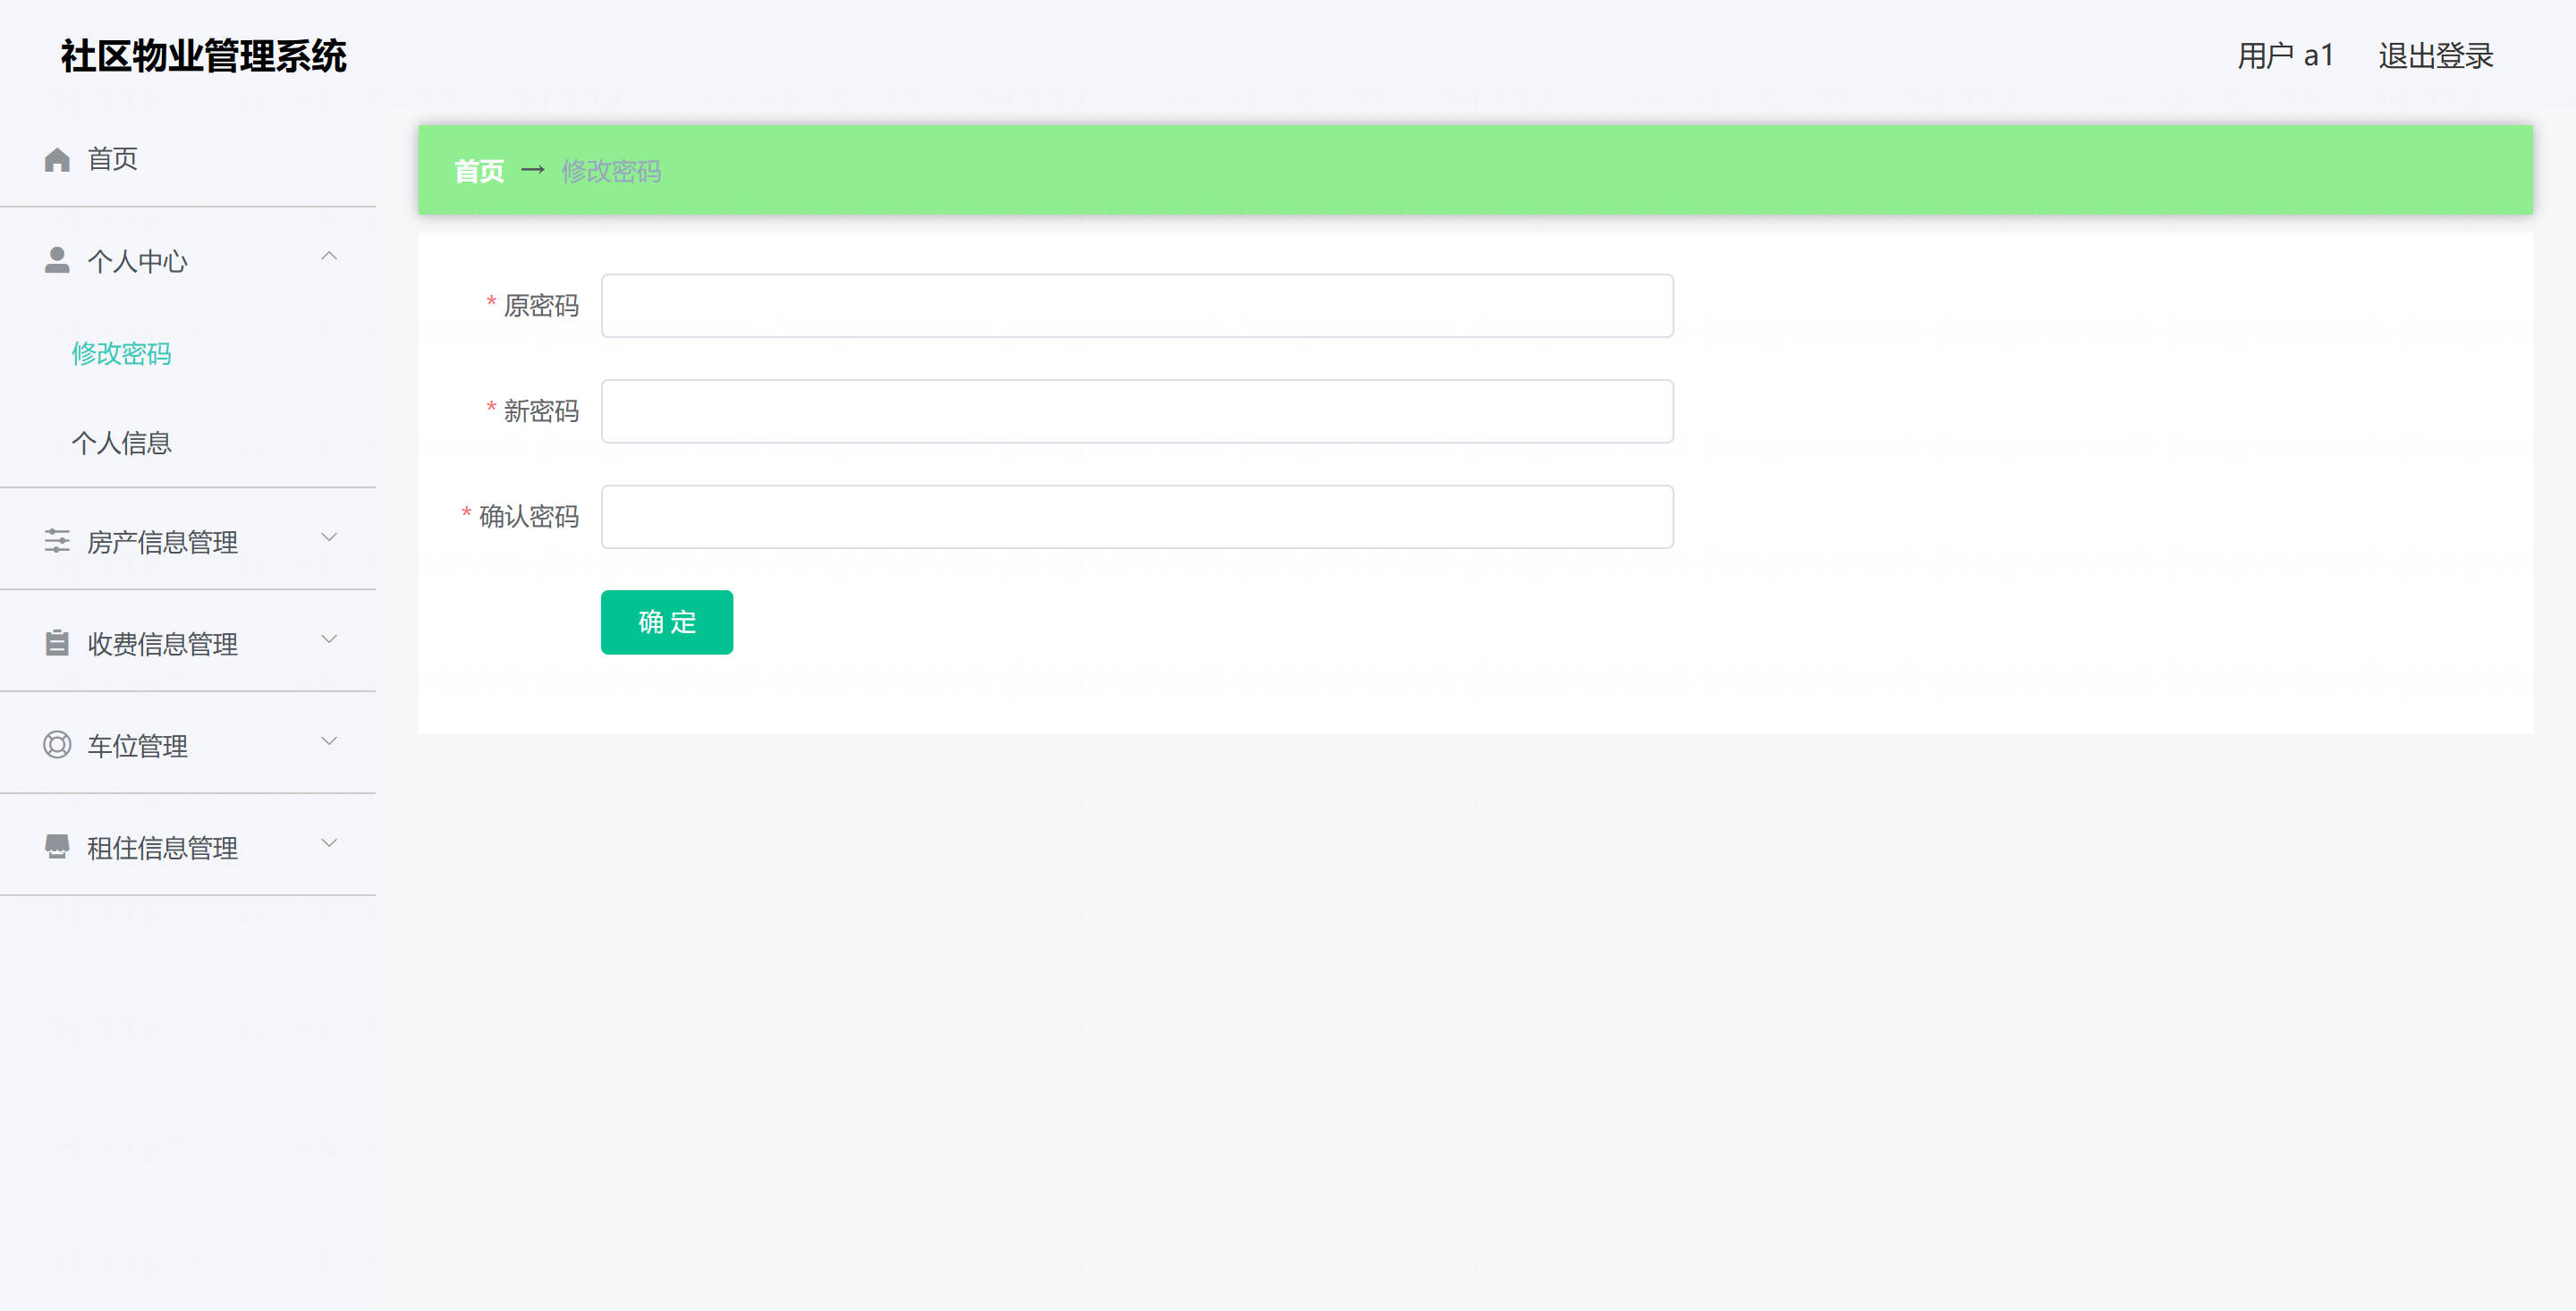 社区物业管理系统
用户 a1 退出登录
首页
个人中心
修改密码
个人信息
房产信息管理
收费信息管理
车位管理
租住信息管理
首页 → 修改密码
* 原密码
* 新密码
* 确认密码
确 定